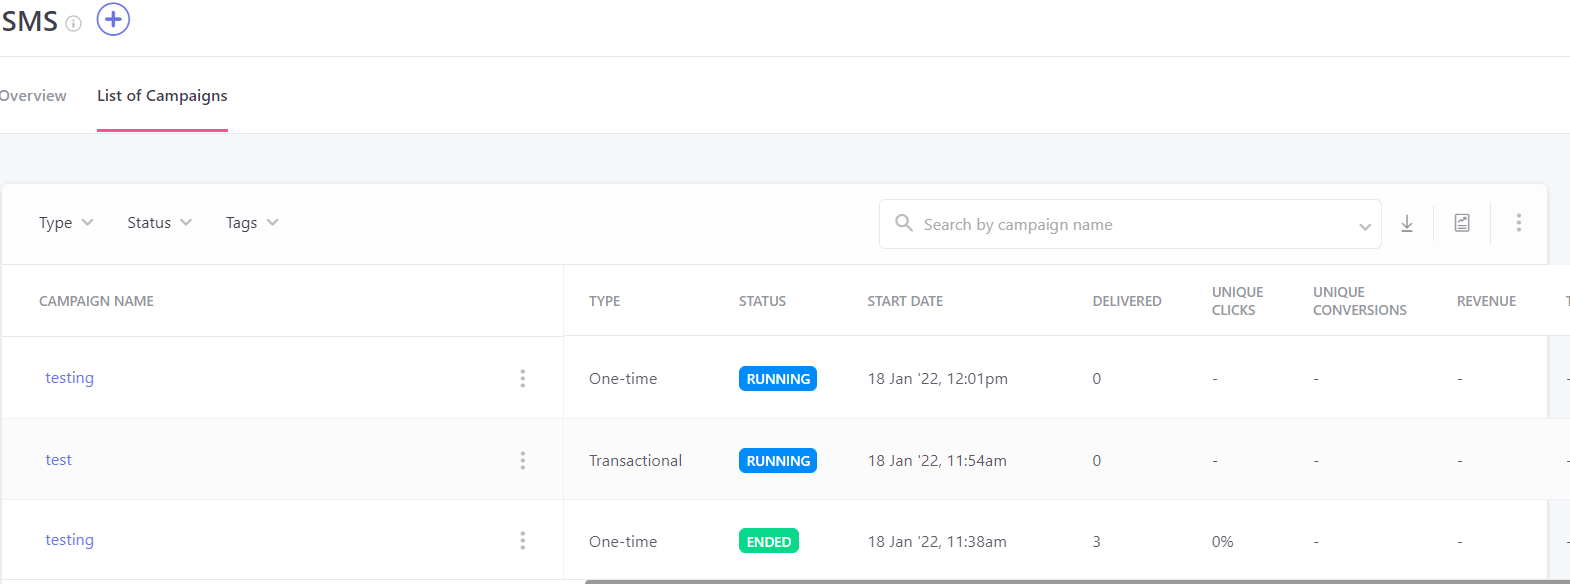 SMS
Overview List of Campaigns
Type Status Tags Search by campaign name
CAMPAIGN NAME TYPE STATUS START DATE DELIVERED UNIQUE CLICKS UNIQUE CONVERSIONS REVENUE
testing One-time RUNNING 18 Jan '22, 12:01pm 0 - - -
test Transactional RUNNING 18 Jan '22, 11:54am 0 - - -
testing One-time ENDED 18 Jan '22, 11:38am 3 0% - -